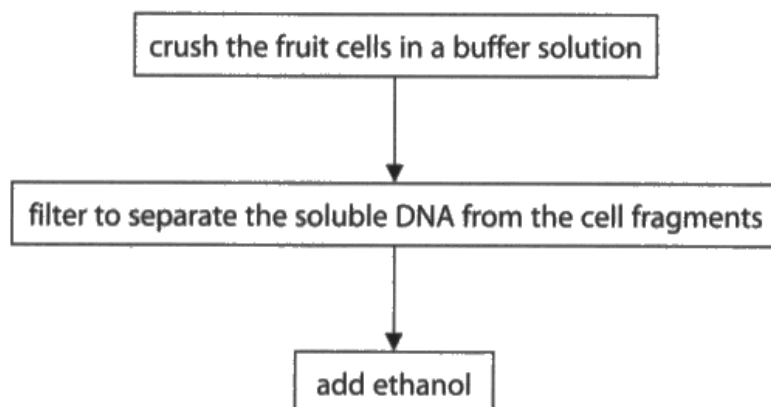 crush the fruit cells in a buffer solution
filter to separate the soluble DNA from the cell fragments
add ethanol